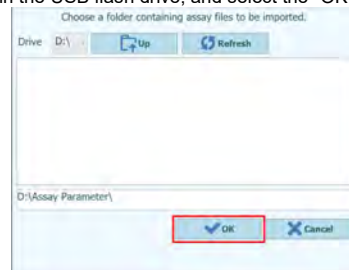 in the USB flash drive, and select the "OK
Choose a folder containing assay files to be imported.
Drive D:\ Up Refresh
D:\Assay Parameter\
OK Cancel